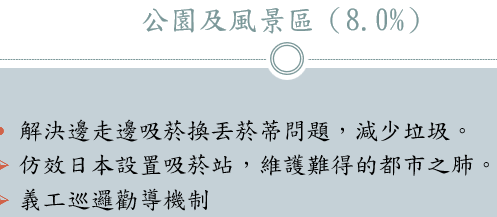 公園及風景區（8.0%）
解決邊走邊吸菸換丟菸蒂問題，減少垃圾。
仿效日本設置吸菸站，維護難得的都市之肺。
義工巡邏勸導機制